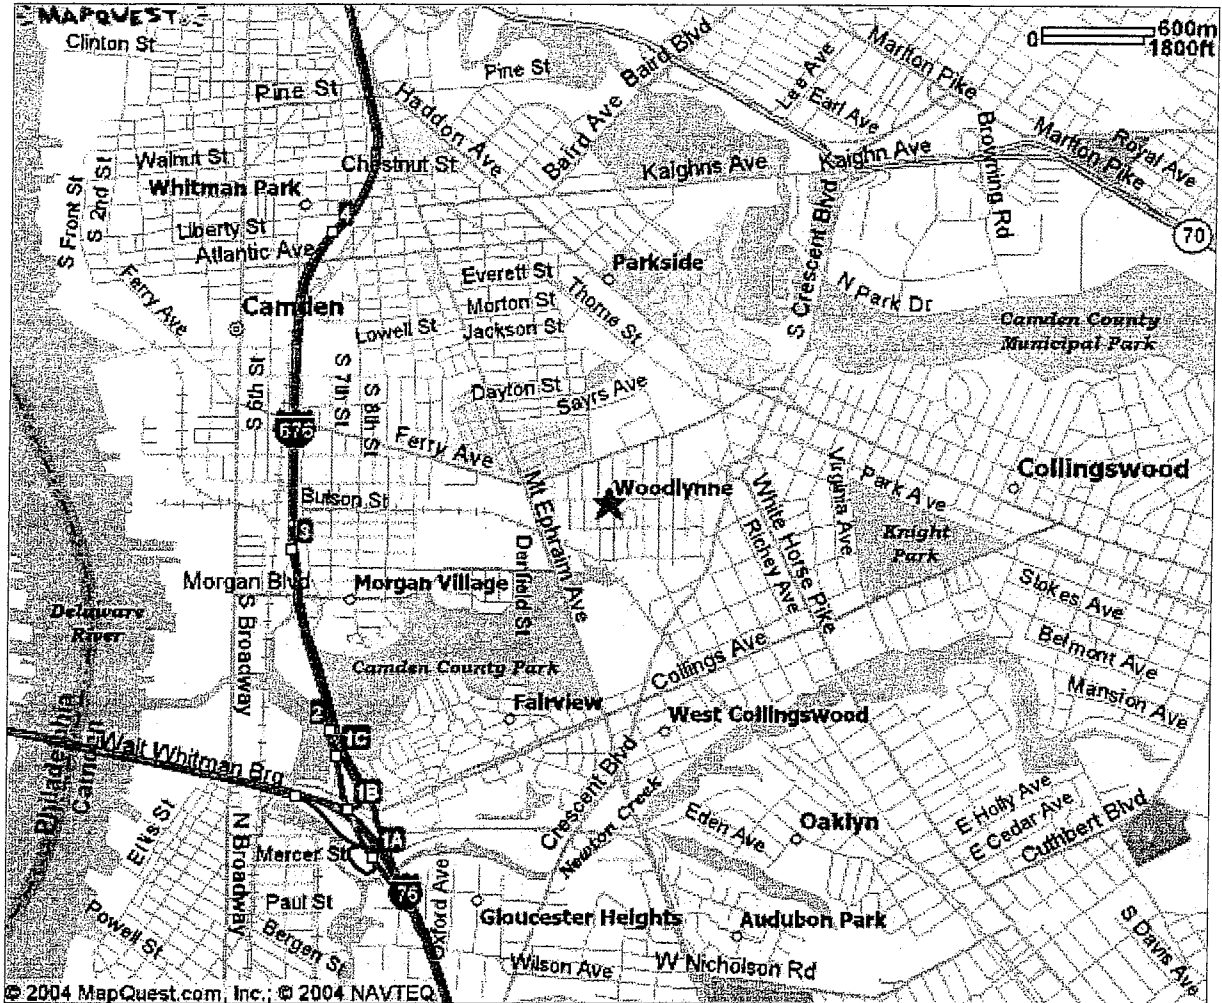 MAPQUEST
Clinton St
0 600m
1800ft
Pine St
Pine St
Haddon Ave
Baird Ave
Baird Blvd
Lee Ave
Earl Ave
Marlton Pike
Browning Rd
Marlton Pike
Royal Ave
Walnut St
Chestnut St
Kaighns Ave
Kaighn Ave
Whitman Park
4
S Front St
S 2nd St
Liberty St
Atlantic Ave
70
Ferry Ave
Everett St
Parkside
S Crescent Blvd
N Park Dr
Camden
Morton St
Thorne St
Lowell St
Jackson St
Camden County
Municipal Park
S 4th St
S 7th St
S 8th St
Dayton St
Sayrs Ave
676
Ferry Ave
Mt Ephraim Ave
Woodlynne
White Horse Pike
Virginia Ave
Park Ave
Collingswood
Bulson St
3
Richey Ave
Knight
Park
Morgan Blvd
Morgan Village
Stokes Ave
Delaware
River
S Broadway
Camden County Park
Collings Ave
Belmont Ave
Mansion Ave
Fairview
West Collingswood
2
1C
Philadelphia
Camden
Walt Whitman Brg
1B
Crescent Blvd
Newton Creek
Eden Ave
Oaklyn
E Holly Ave
E Cedar Ave
Cuthbert Blvd
Elks St
N Broadway
Mercer St
1A
76
Oxford Ave
Powell St
Paul St
Bergen St
Gloucester Heights
Audubon Park
S Davis Ave
Wilson Ave
W Nicholson Rd
© 2004 MapQuest.com, Inc.; © 2004 NAVTEQ